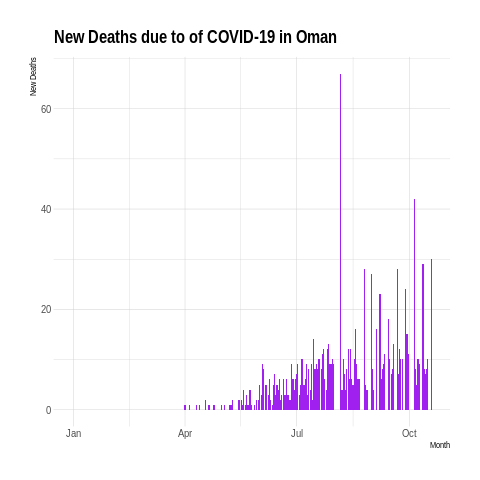 New Deaths due to of COVID-19 in Oman
New Deaths
60
40
20
0
Jan Apr Jul Oct
Month